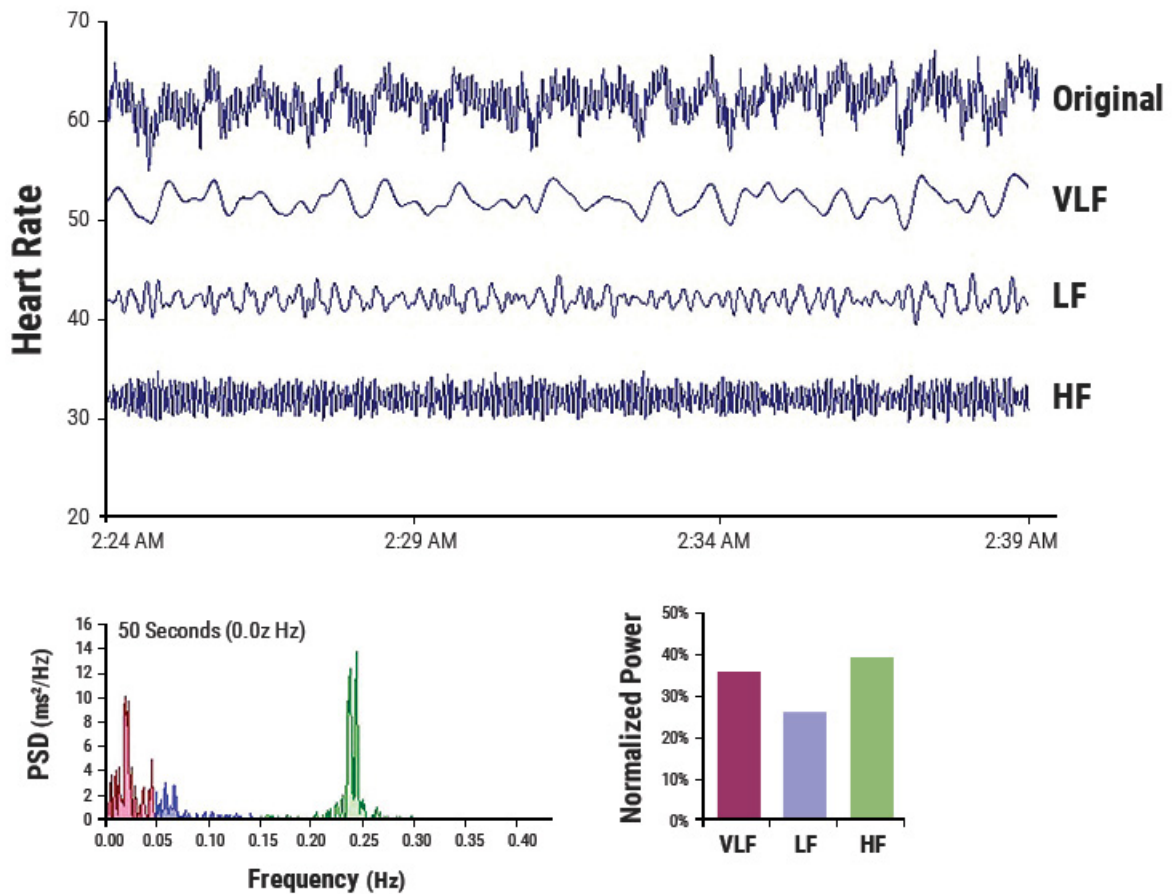 70
60
50
40
30
20
Heart Rate
Original
VLF
LF
HF
2:24 AM 2:29 AM 2:34 AM 2:39 AM
PSD (ms²/Hz)
16
14
12
10
8
6
4
2
0
50 Seconds (0.0z Hz)
0.00 0.05 0.10 0.15 0.20 0.25 0.30 0.35 0.40
Frequency (Hz)
Normalized Power
50%
40%
30%
20%
10%
0%
VLF LF HF